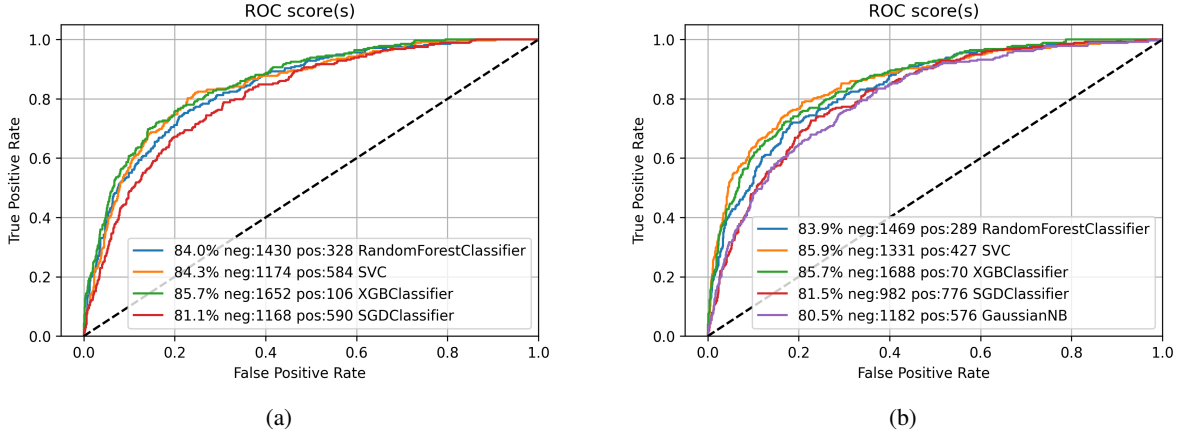 ROC score(s)
True Positive Rate
1.0
0.8
0.6
0.4
0.2
0.0
84.0% neg:1430 pos:328 RandomForestClassifier
84.3% neg:1174 pos:584 SVC
85.7% neg:1652 pos:106 XGBClassifier
81.1% neg:1168 pos:590 SGDClassifier
0.0 0.2 0.4 0.6 0.8 1.0
False Positive Rate
(a)
ROC score(s)
True Positive Rate
1.0
0.8
0.6
0.4
0.2
0.0
83.9% neg:1469 pos:289 RandomForestClassifier
85.9% neg:1331 pos:427 SVC
85.7% neg:1688 pos:70 XGBClassifier
81.5% neg:982 pos:776 SGDClassifier
80.5% neg:1182 pos:576 GaussianNB
0.0 0.2 0.4 0.6 0.8 1.0
False Positive Rate
(b)